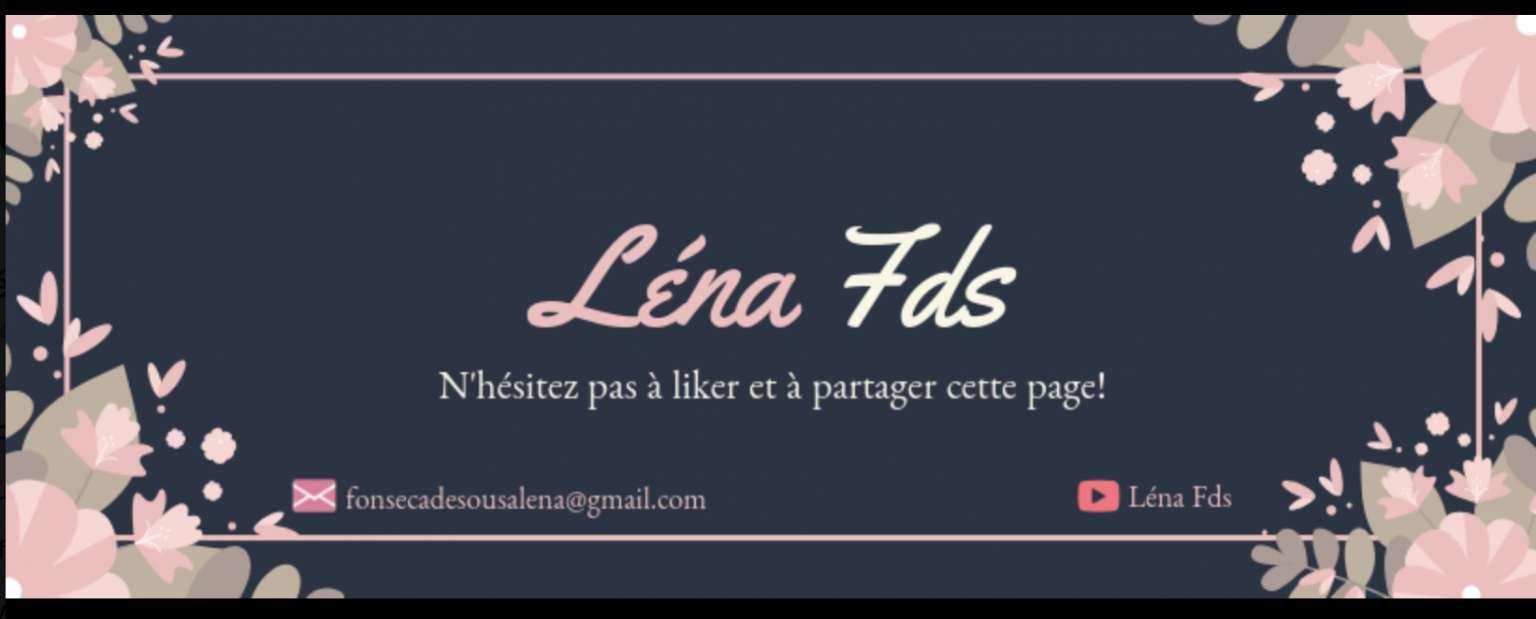 Léna Fds
N'hésitez pas à liker et à partager cette page!
fonsecadesousalena@gmail.com
Léna Fds